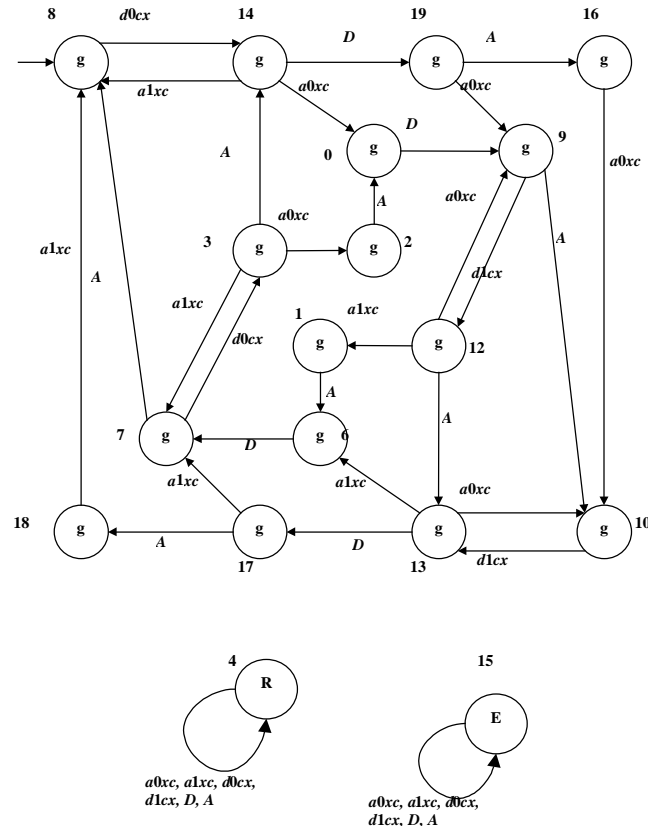 8 d0cx 14 19 16
D A
g g g g
a1xc a0xc a0xc
D
0 g g 9
A a0xc a0xc
A
a0xc
3 g g 2 A
a1xc A d1cx
a1xc
1 a1xc
d0cx g g 12
A A
7 g D g 6
a1xc a1xc a0xc
18 g A g D g g 10
17 13 d1cx
4 15
R
E
a0xc, a1xc, d0cx,
d1cx, D, A
a0xc, a1xc, d0cx,
d1cx, D, A